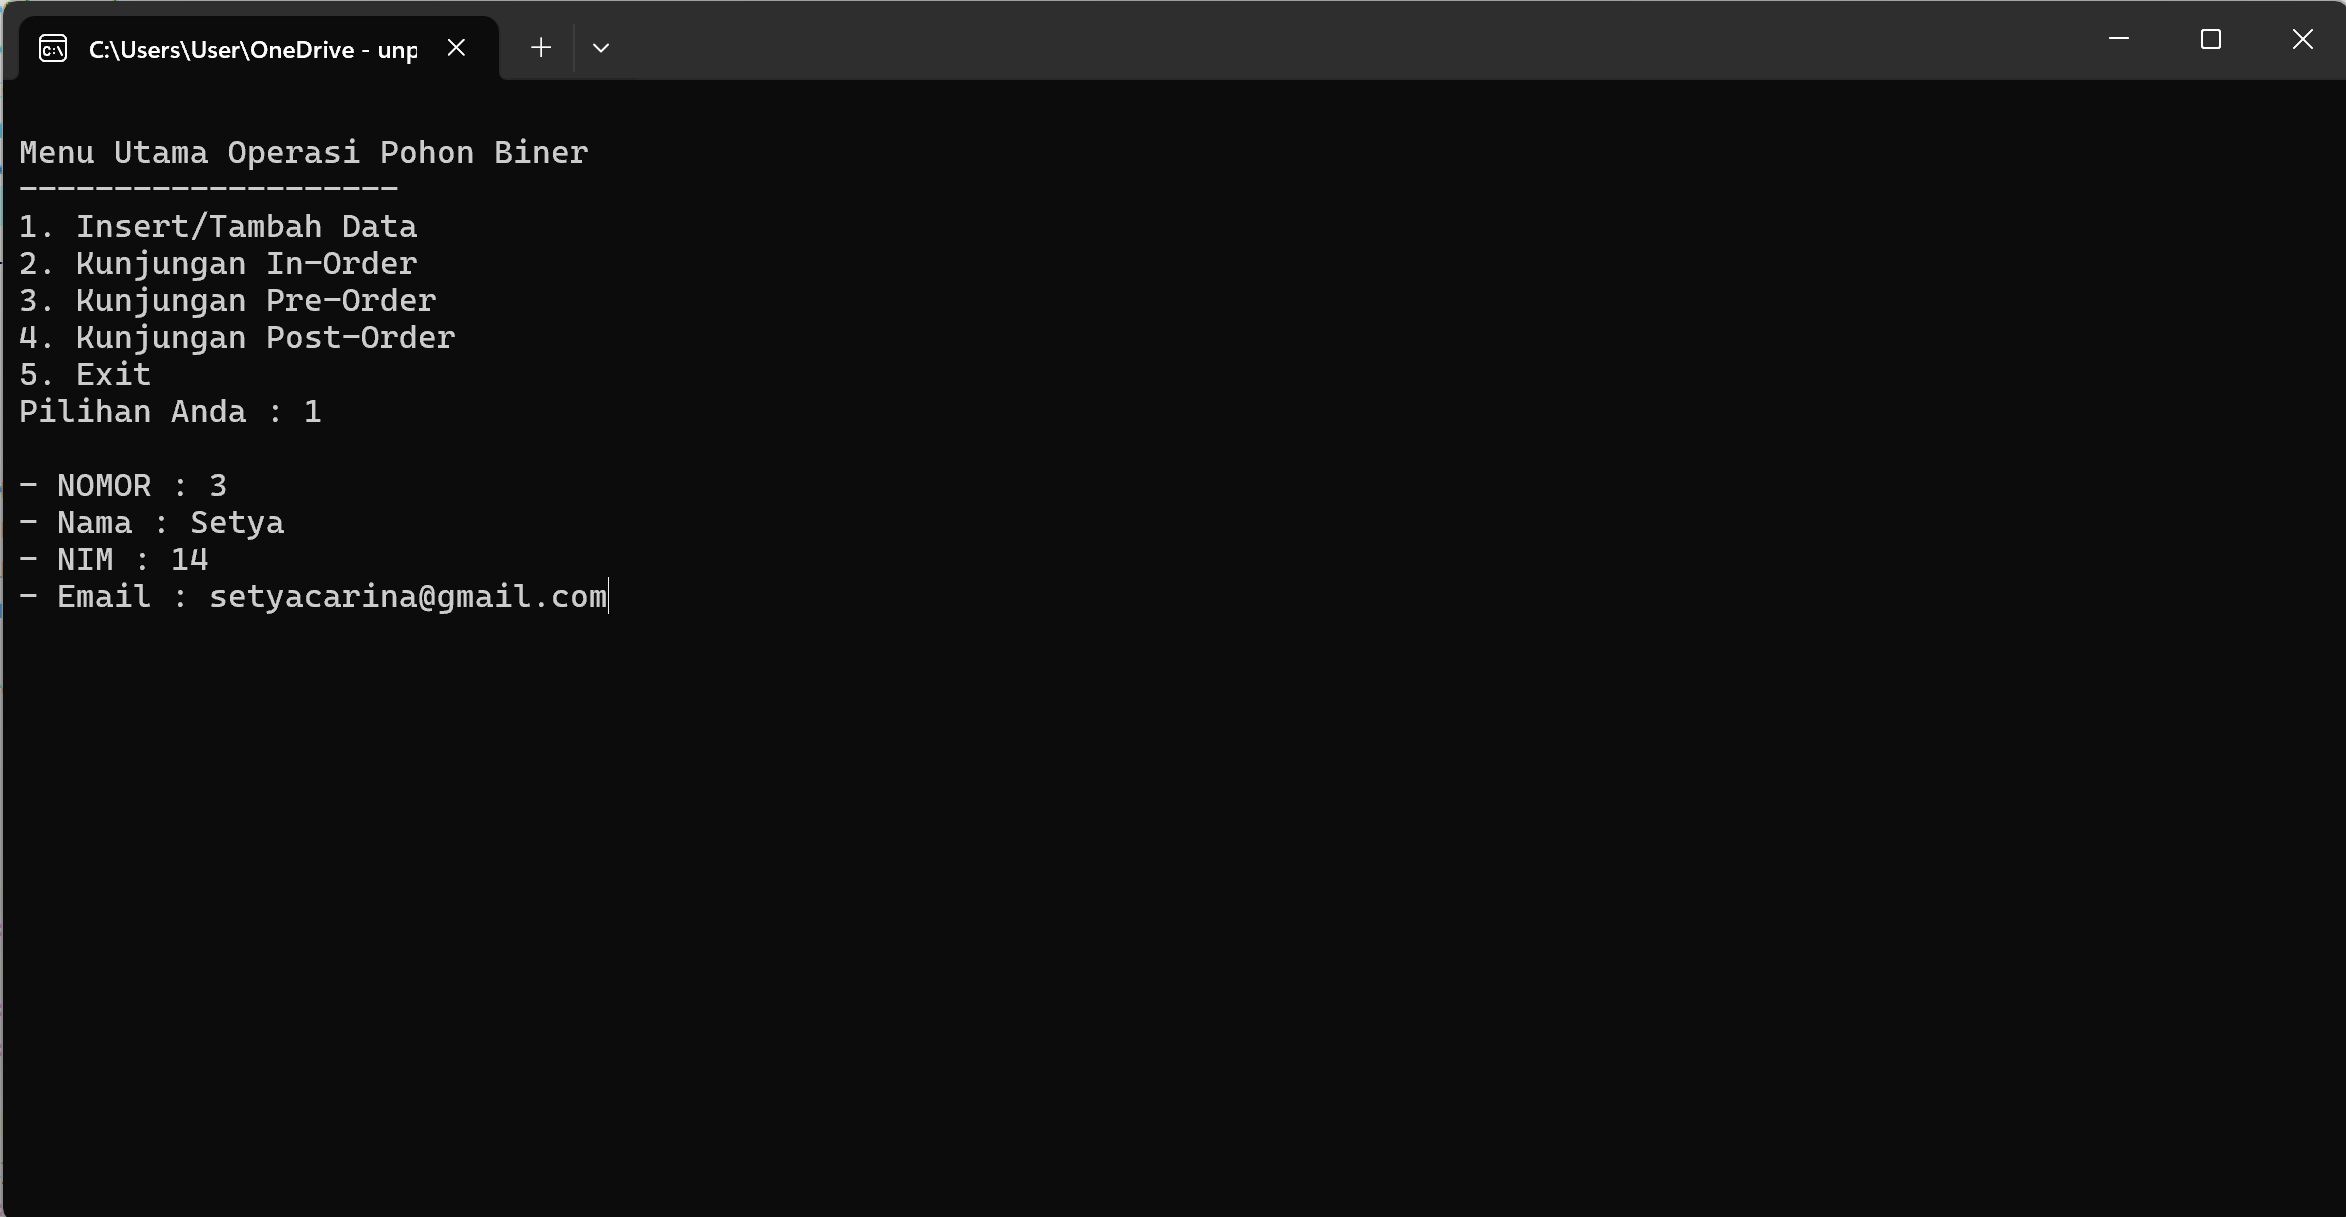 C:\Users\User\OneDrive - unp
Menu Utama Operasi Pohon Biner
--------------------
1. Insert/Tambah Data
2. Kunjungan In-Order
3. Kunjungan Pre-Order
4. Kunjungan Post-Order
5. Exit
Pilihan Anda : 1
- NOMOR : 3
- Nama : Setya
- NIM : 14
- Email : setyacarina@gmail.com